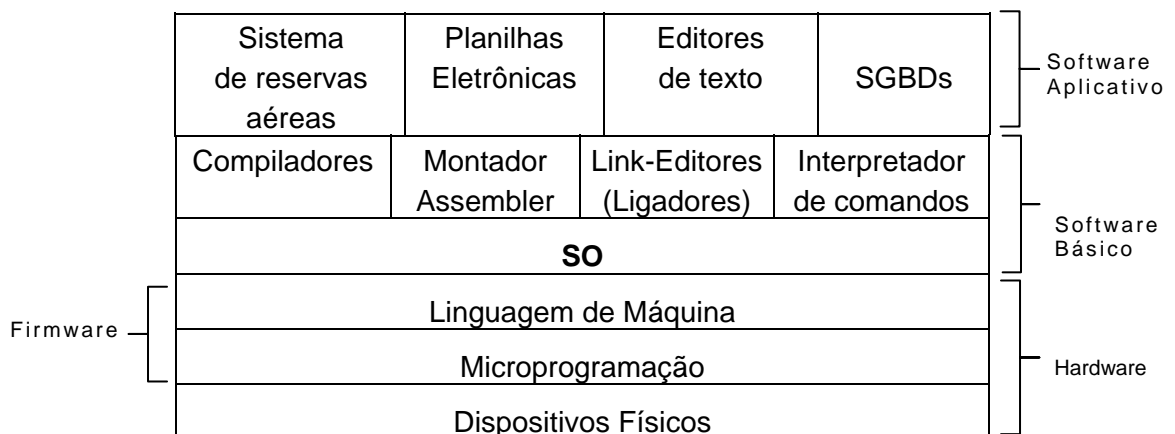 Sistema
de reservas
aéreas
Planilhas
Eletrônicas
Editores
de texto
SGBDs
Software
Aplicativo
Compiladores
Montador
Assembler
Link-Editores
(Ligadores)
Interpretador
de comandos
SO
Software
Básico
Firmware
Linguagem de Máquina
Microprogramação
Dispositivos Físicos
Hardware